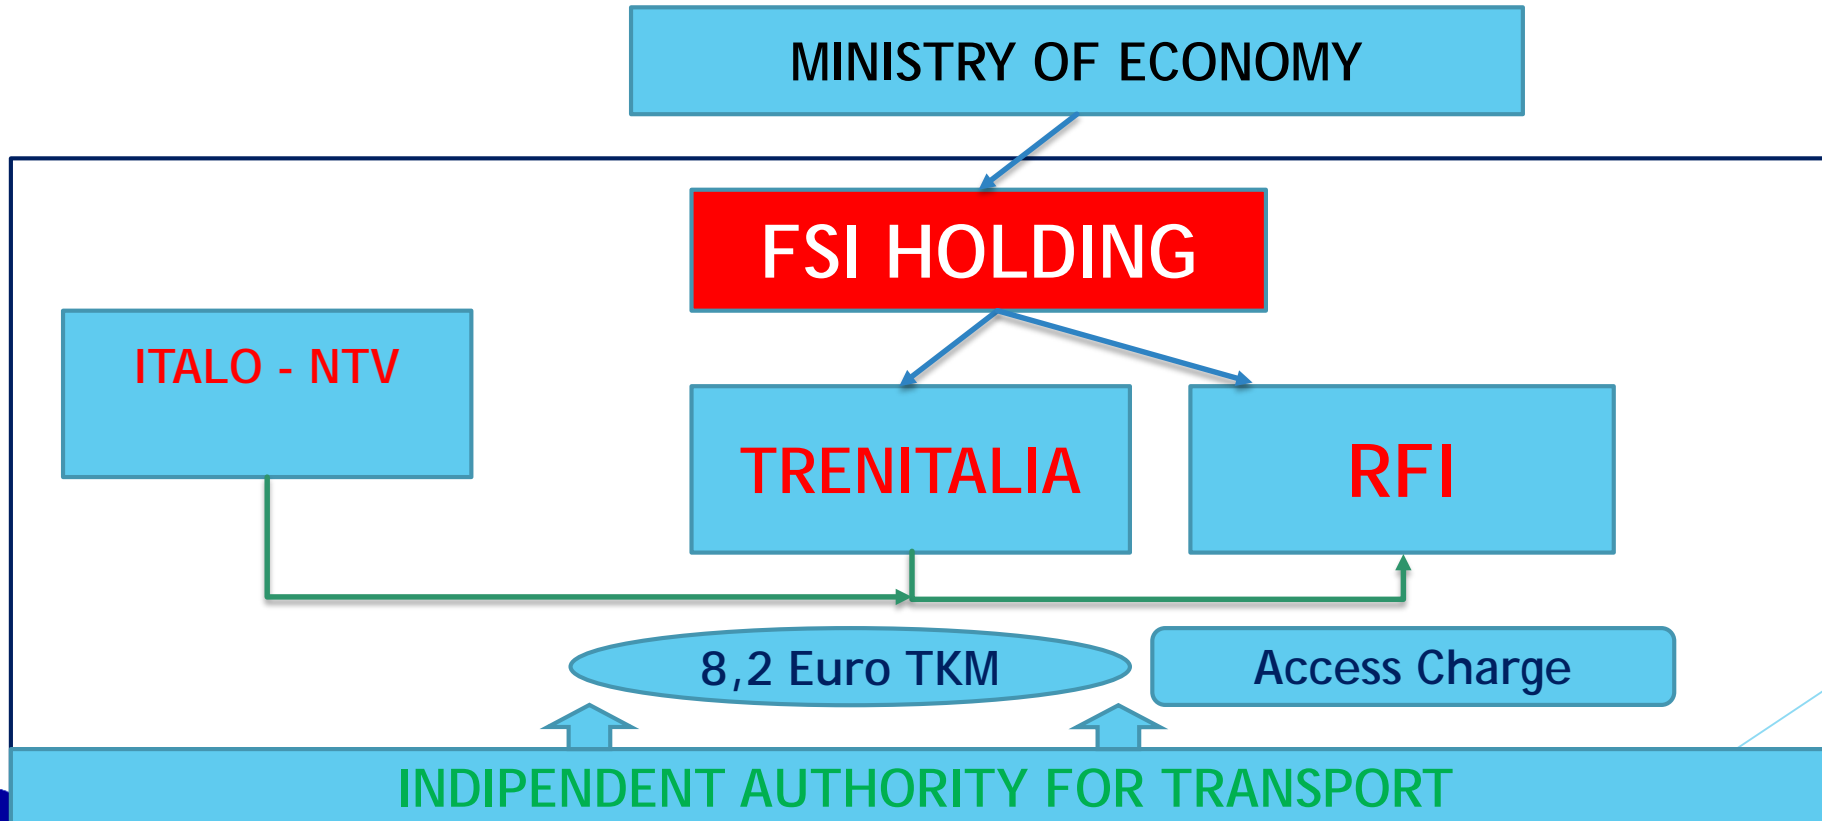 MINISTRY OF ECONOMY
FSI HOLDING
ITALO - NTV
TRENITALIA
RFI
8,2 Euro TKM
Access Charge
INDIPENDENT AUTHORITY FOR TRANSPORT